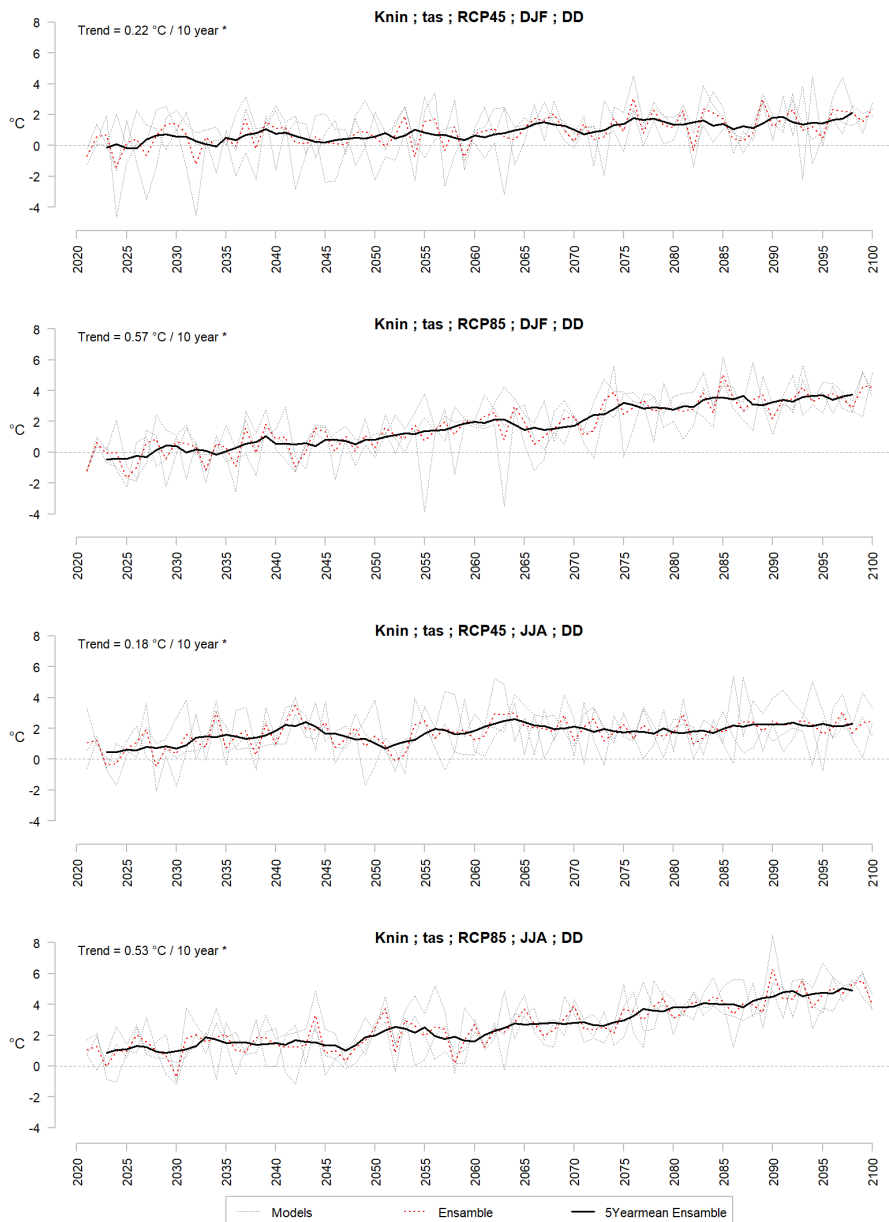 Knin ; tas ; RCP45 ; DJF ; DD
Trend = 0.22 °C / 10 year *
8
6
4
2
0
-2
-4
°C
2020 2025 2030 2035 2040 2045 2050 2055 2060 2065 2070 2075 2080 2085 2090 2095 2100
Knin ; tas ; RCP85 ; DJF ; DD
Trend = 0.57 °C / 10 year *
8
6
4
2
0
-2
-4
°C
2020 2025 2030 2035 2040 2045 2050 2055 2060 2065 2070 2075 2080 2085 2090 2095 2100
Knin ; tas ; RCP45 ; JJA ; DD
Trend = 0.18 °C / 10 year *
8
6
4
2
0
-2
-4
°C
2020 2025 2030 2035 2040 2045 2050 2055 2060 2065 2070 2075 2080 2085 2090 2095 2100
Knin ; tas ; RCP85 ; JJA ; DD
Trend = 0.53 °C / 10 year *
8
6
4
2
0
-2
-4
°C
2020 2025 2030 2035 2040 2045 2050 2055 2060 2065 2070 2075 2080 2085 2090 2095 2100
Models Ensamble 5Yearmean Ensamble